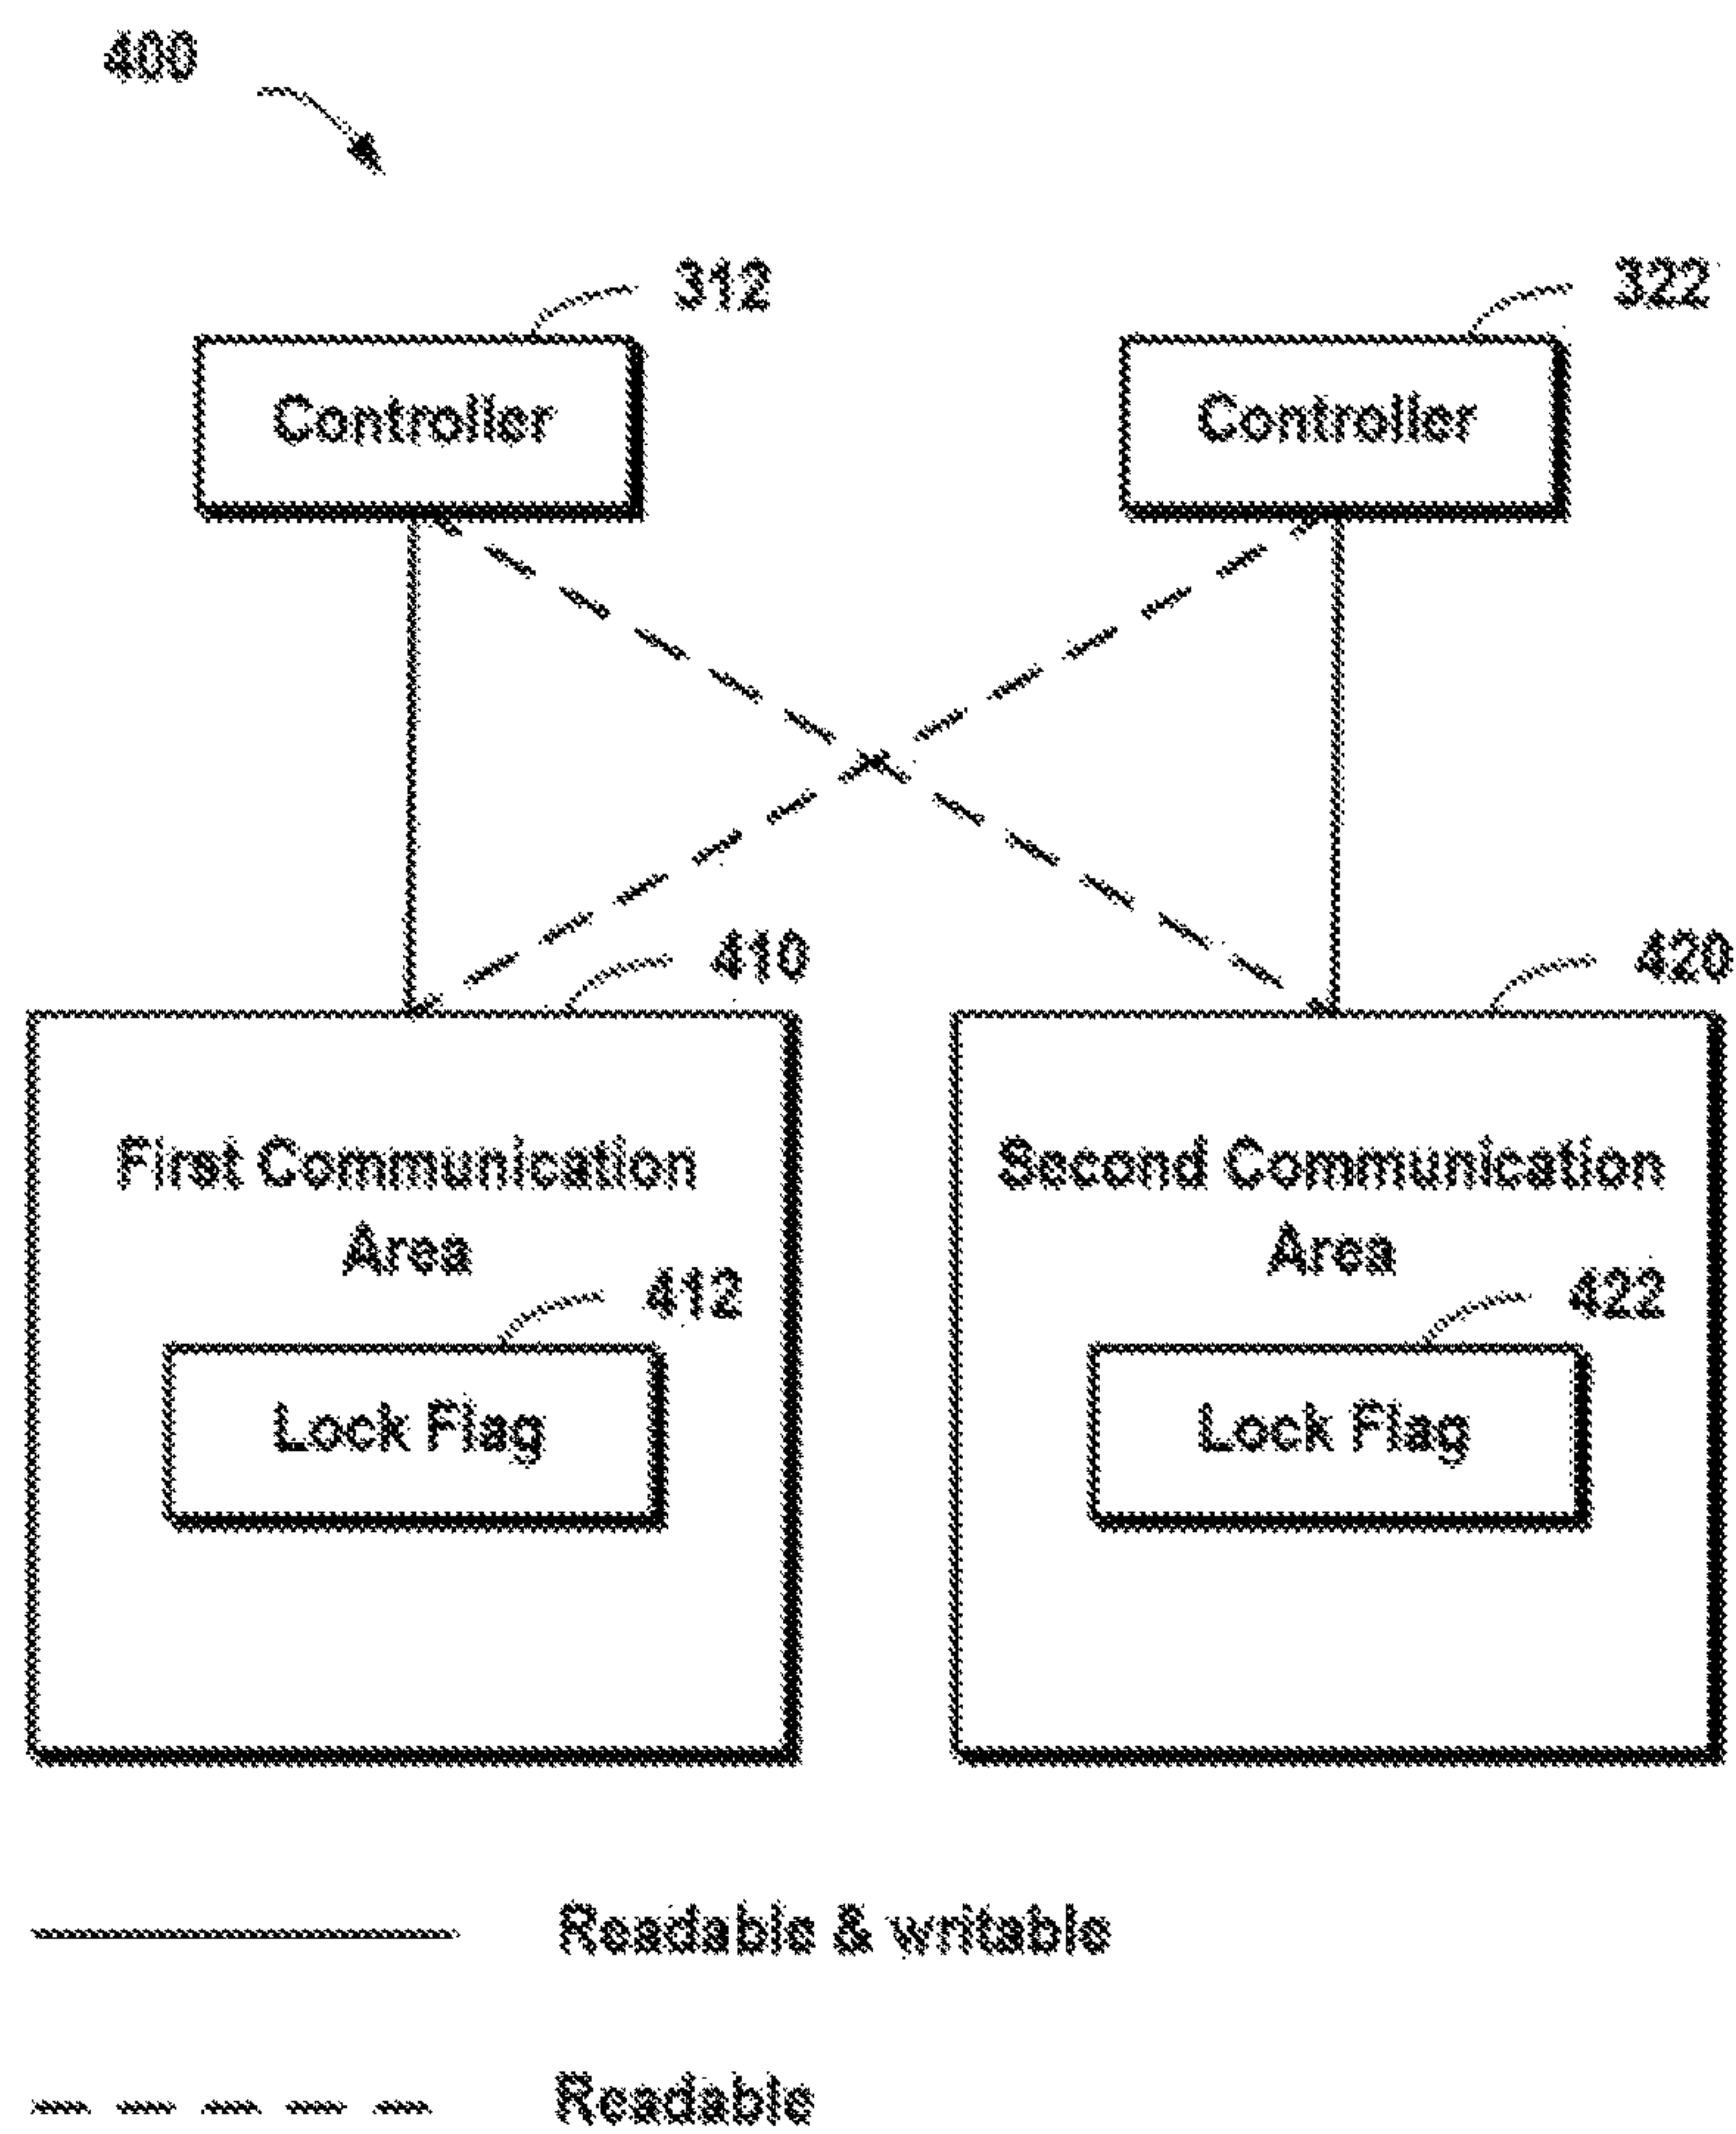 400
312
322
Controller
Controller
410
420
First Communication
Area
Second Communication
Area
412
422
Lock Flag
Lock Flag
Readable & writable
Readable